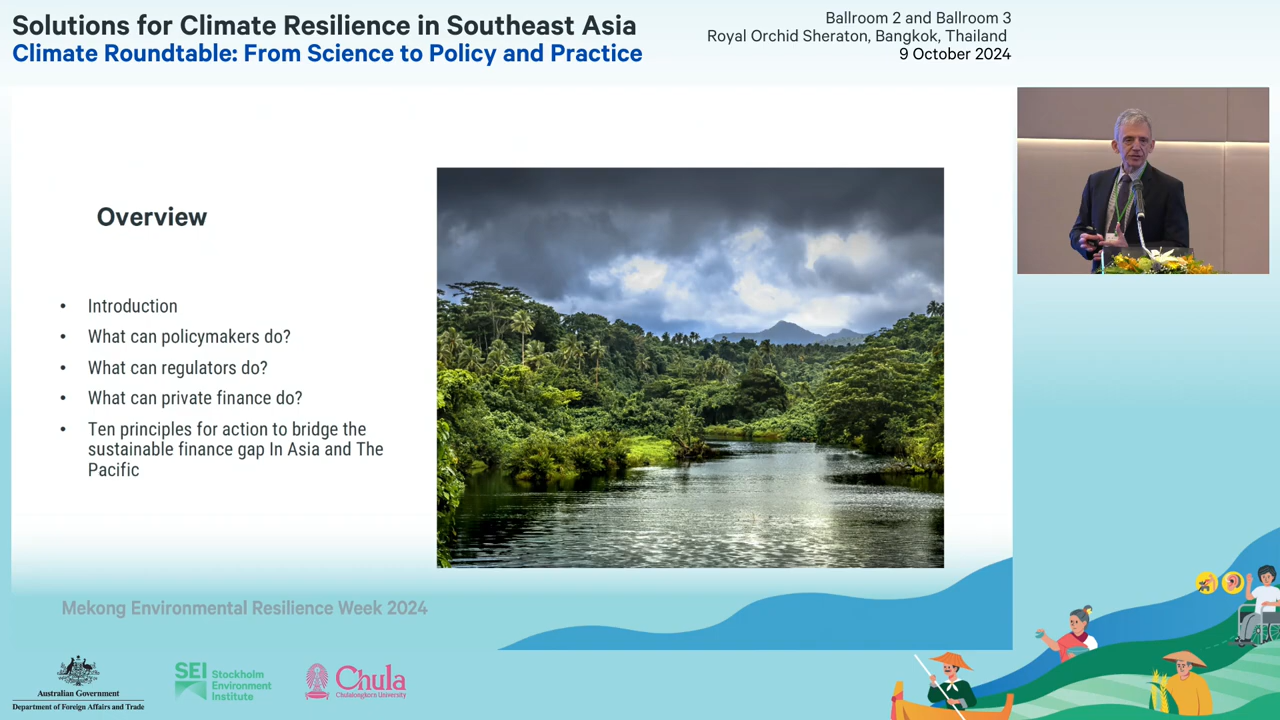 Solutions for Climate Resilience in Southeast Asia
Climate Roundtable: From Science to Policy and Practice
Ballroom 2 and Ballroom 3
Royal Orchid Sheraton, Bangkok, Thailand
9 October 2024
Overview
• Introduction
• What can policymakers do?
• What can regulators do?
• What can private finance do?
• Ten principles for action to bridge the
sustainable finance gap In Asia and The
Pacific
Mekong Environmental Resilience Week 2024
Australian Government
Department of Foreign Affairs and Trade
SEI Stockholm
Environment
Institute
Chula
Chulalongkorn University